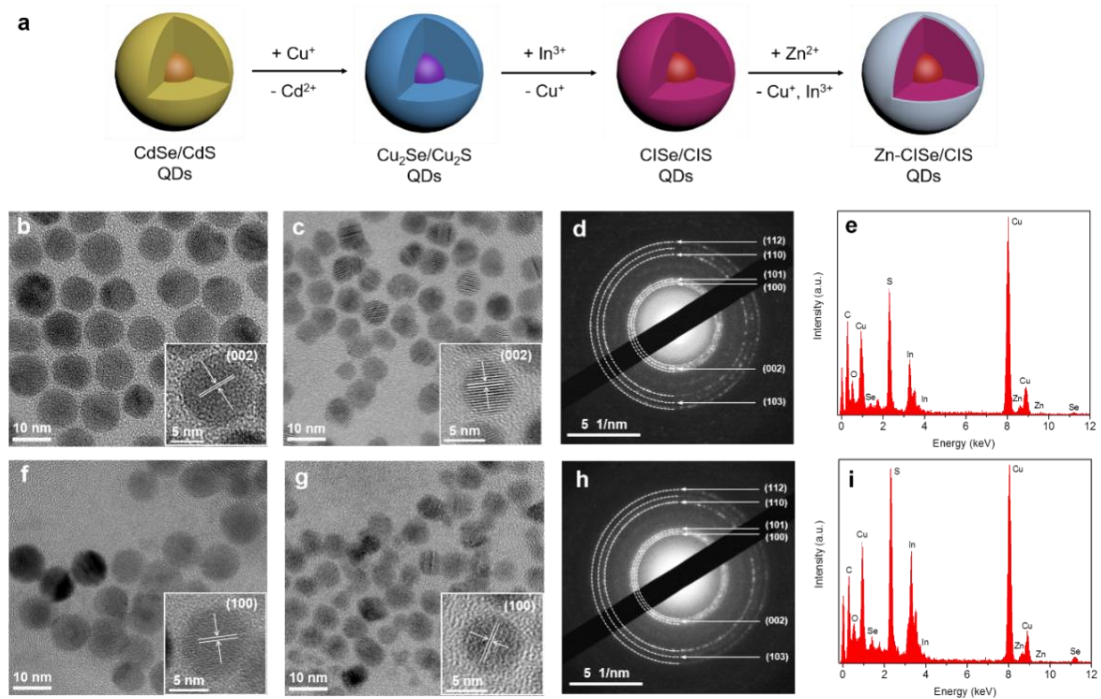 a
+ Cu⁺
- Cd²⁺
+ In³⁺
- Cu⁺
+ Zn²⁺
- Cu⁺, In³⁺
CdSe/CdS
QDs
Cu₂Se/Cu₂S
QDs
CISe/CIS
QDs
Zn-CISe/CIS
QDs
b
(002)
10 nm
5 nm
c
(002)
10 nm
5 nm
d
(112)
(110)
(101)
(100)
(002)
(103)
5 1/nm
e
Cu
S
C
Cu
In
O
Se
In
Cu
Zn
Zn
Se
Intensity (a.u.)
0 2 4 6 8 10 12
Energy (keV)
f
(100)
10 nm
5 nm
g
(100)
10 nm
5 nm
h
(112)
(110)
(101)
(100)
(002)
(103)
5 1/nm
i
Cu
S
Cu
In
C
O
Se
In
Cu
Zn
Zn
Se
Intensity (a.u.)
0 2 4 6 8 10 12
Energy (keV)